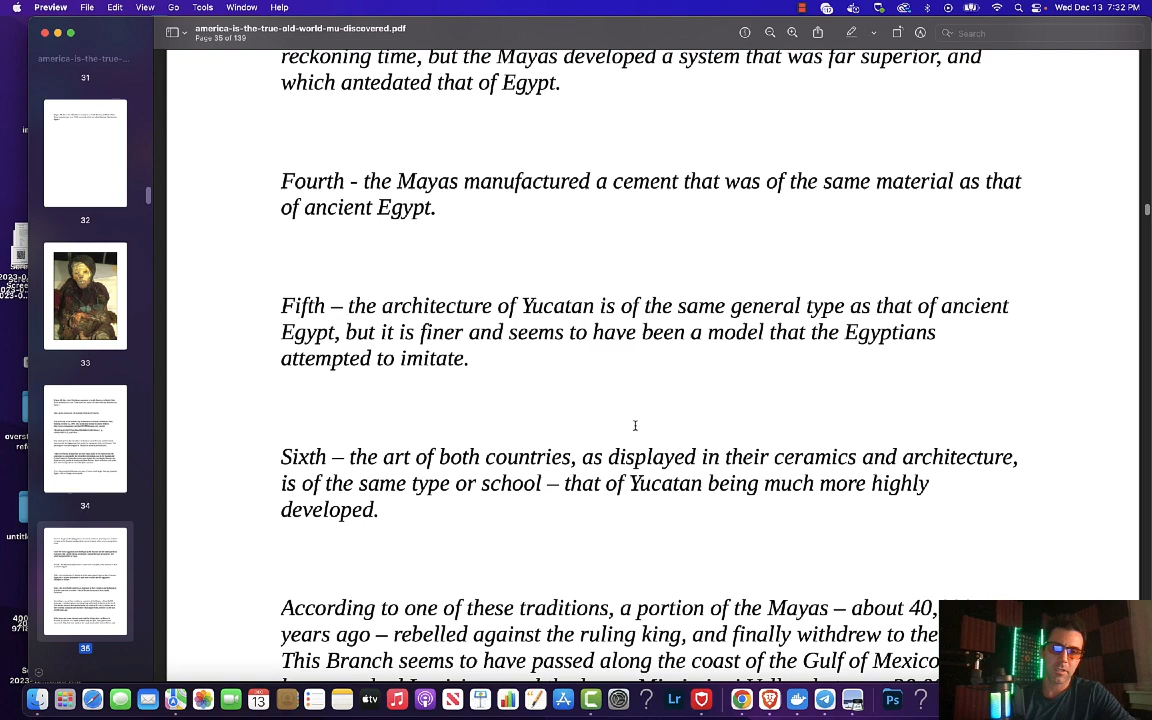 Preview File Edit View Go Tools Window Help
Wed Dec 13 7:32 PM
america-is-the-true-old-world-mu-discovered.pdf
Page 35 of 139
Search
america-is-the-true-...
31
32
33
34
35
reckoning time, but the Mayas developed a system that was far superior, and
which antedated that of Egypt.
Fourth - the Mayas manufactured a cement that was of the same material as that
of ancient Egypt.
Fifth – the architecture of Yucatan is of the same general type as that of ancient
Egypt, but it is finer and seems to have been a model that the Egyptians
attempted to imitate.
Sixth – the art of both countries, as displayed in their ceramics and architecture,
is of the same type or school – that of Yucatan being much more highly
developed.
According to one of these traditions, a portion of the Mayas – about 40,
years ago – rebelled against the ruling king, and finally withdrew to the
This Branch seems to have passed along the coast of the Gulf of Mexico